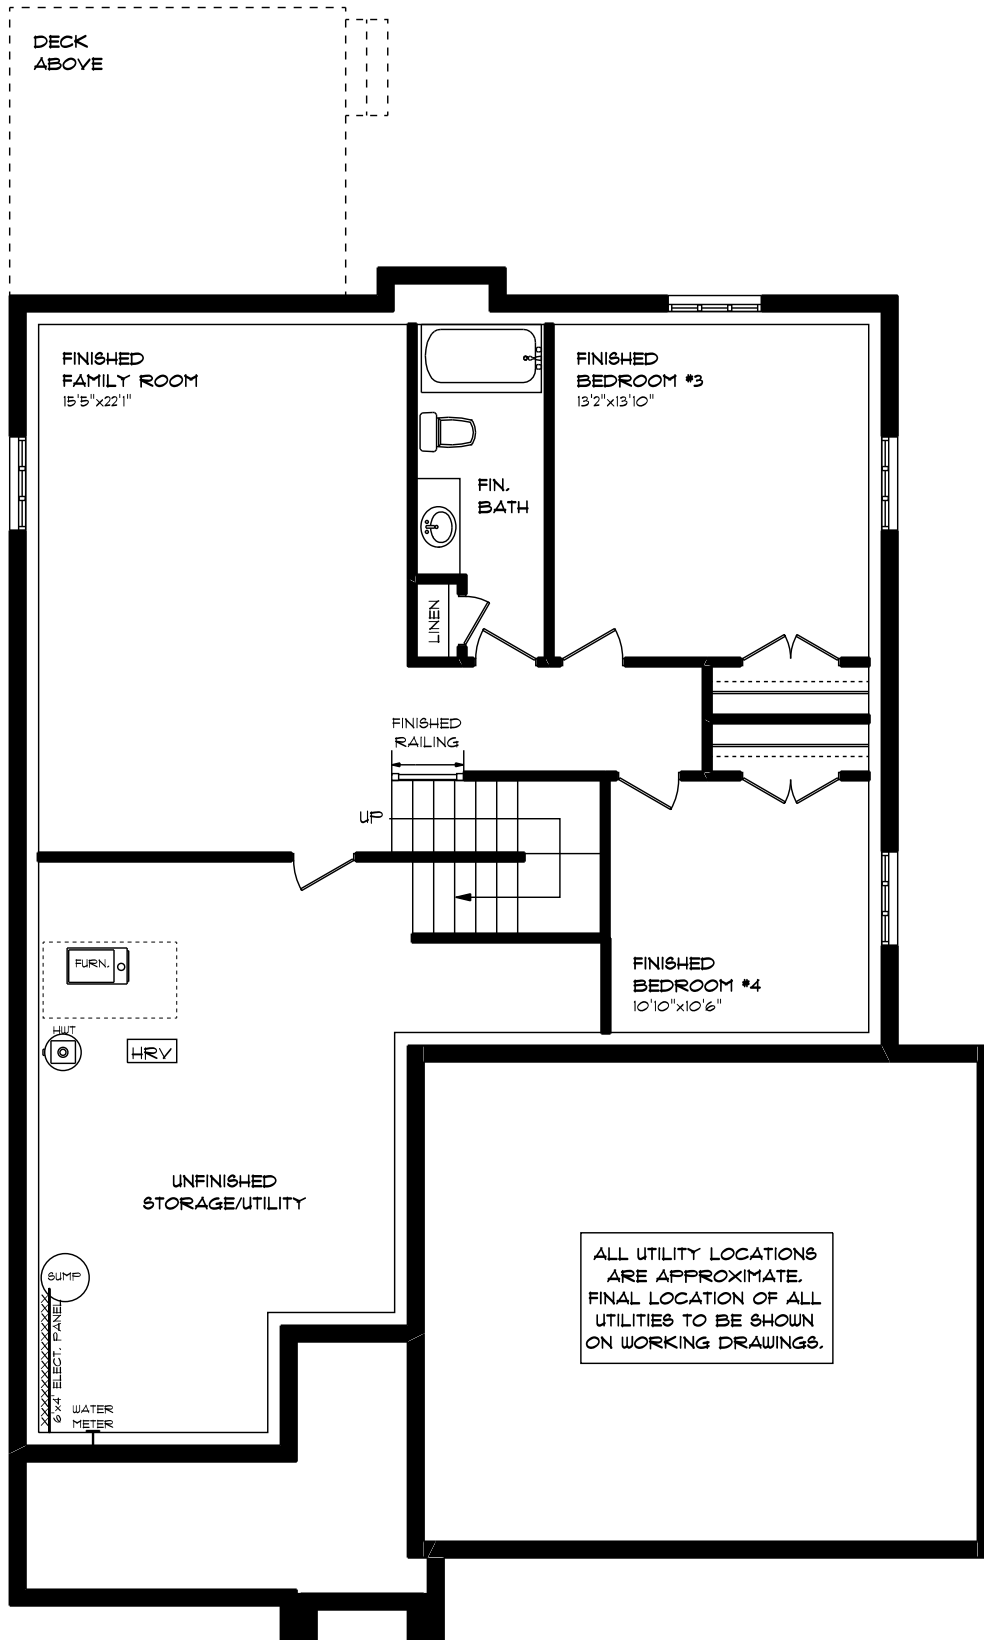 DECK
ABOVE
FINISHED
FAMILY ROOM
15'5"x22'1"
FINISHED
BEDROOM #3
13'2"x13'10"
FIN.
BATH
LINEN
FINISHED
RAILING
UP
FURN.
HWT
HRV
FINISHED
BEDROOM #4
10'10"x10'6"
UNFINISHED
STORAGE/UTILITY
SUMP
6'x4' ELECT. PANEL
WATER
METER
ALL UTILITY LOCATIONS
ARE APPROXIMATE.
FINAL LOCATION OF ALL
UTILITIES TO BE SHOWN
ON WORKING DRAWINGS.